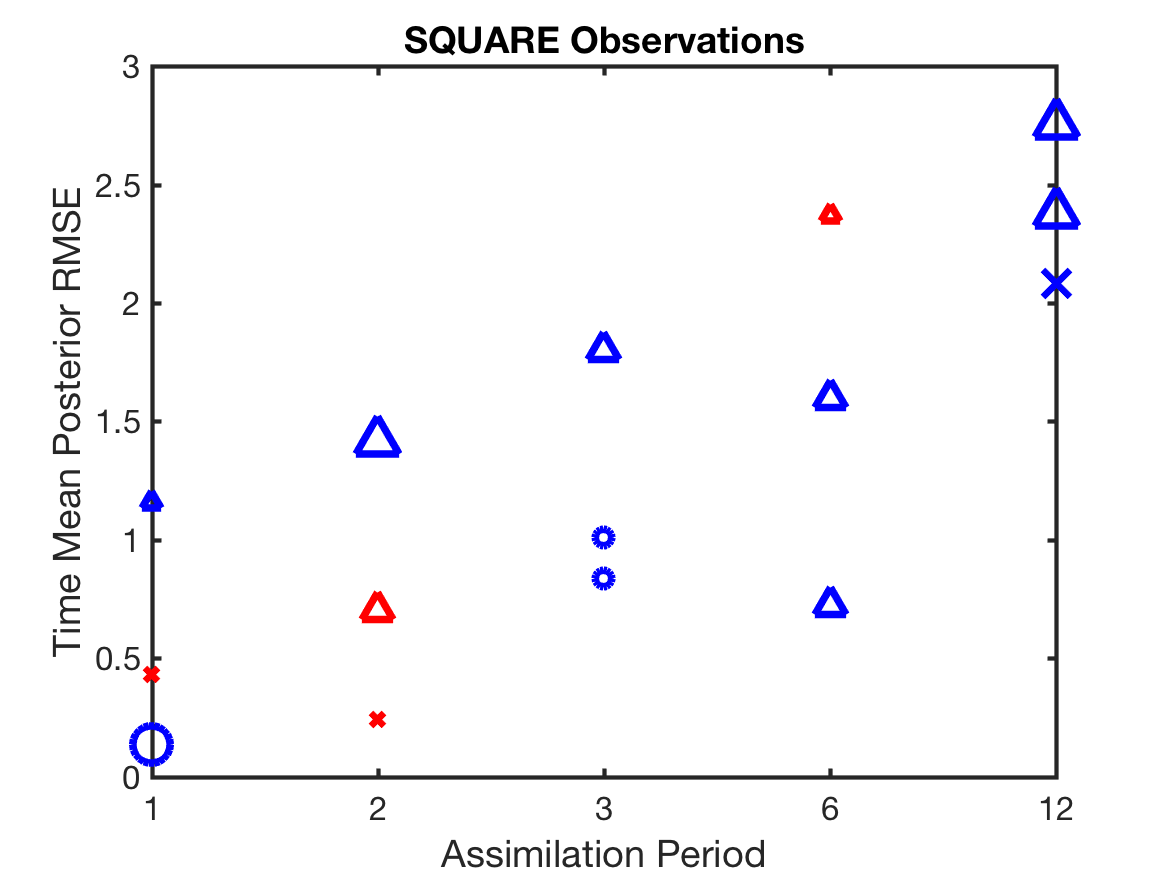 SQUARE Observations
Time Mean Posterior RMSE
3
2.5
2
1.5
1
0.5
0
1 2 3 6 12
Assimilation Period